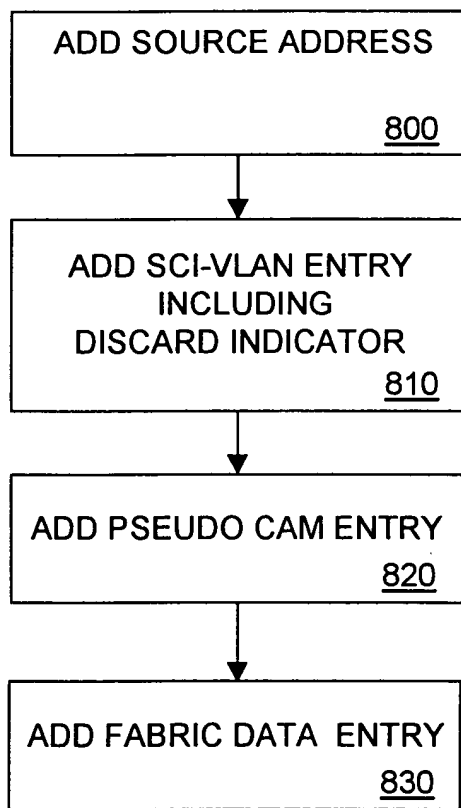 ADD SOURCE ADDRESS
800
ADD SCI-VLAN ENTRY
INCLUDING
DISCARD INDICATOR
810
ADD PSEUDO CAM ENTRY
820
ADD FABRIC DATA ENTRY
830